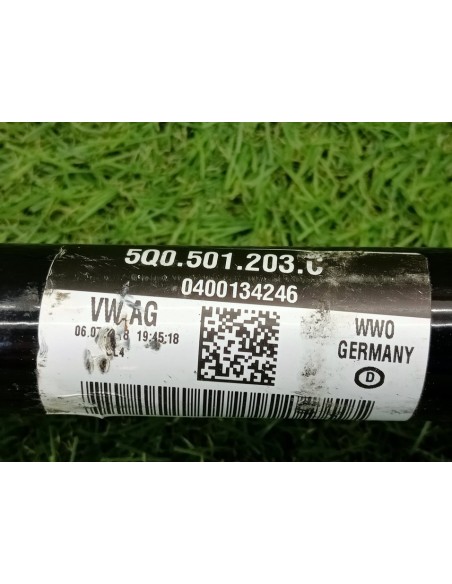 5Q0.501.203.C
0400134246
VW AG
19:45:18
WWO
GERMANY
D